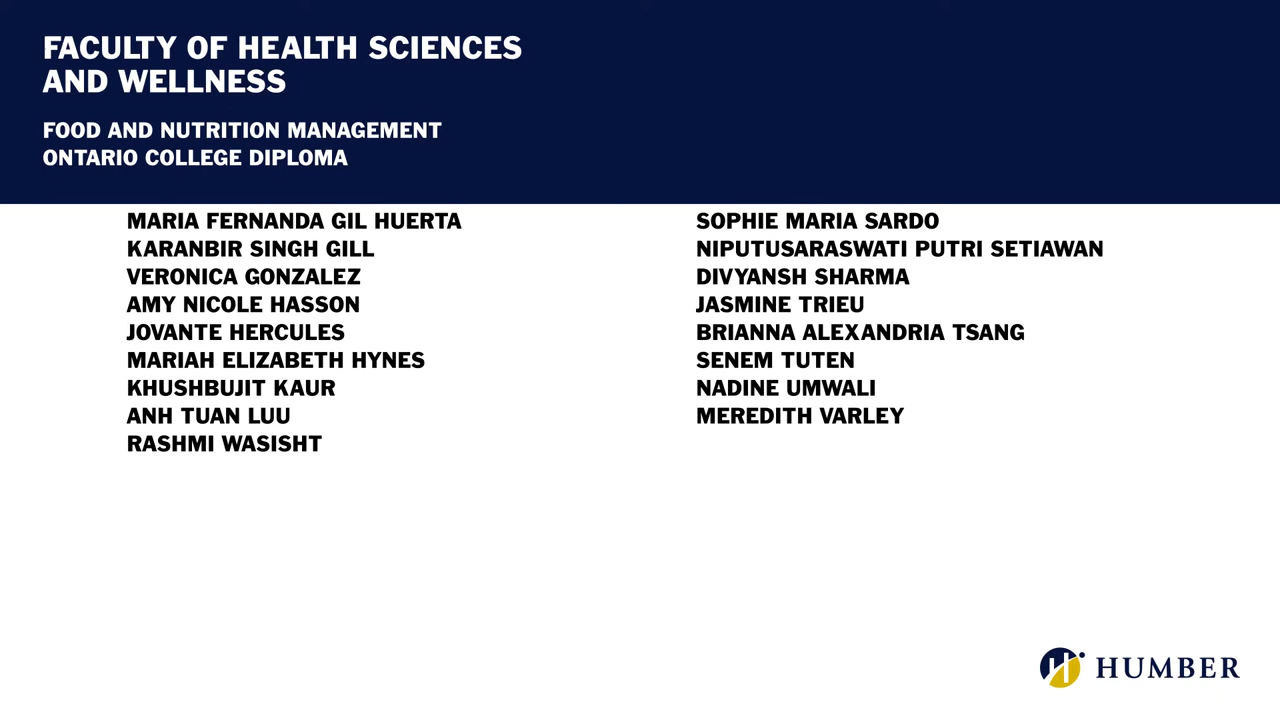 FACULTY OF HEALTH SCIENCES
AND WELLNESS
FOOD AND NUTRITION MANAGEMENT
ONTARIO COLLEGE DIPLOMA
MARIA FERNANDA GIL HUERTA
KARANBIR SINGH GILL
VERONICA GONZALEZ
AMY NICOLE HASSON
JOVANTE HERCULES
MARIAH ELIZABETH HYNES
KHUSHBUJIT KAUR
ANH TUAN LUU
RASHMI WASISHT
SOPHIE MARIA SARDO
NIPUTUSARASWATI PUTRI SETIAWAN
DIVYANSH SHARMA
JASMINE TRIEU
BRIANNA ALEXANDRIA TSANG
SENEM TUTEN
NADINE UMWALI
MEREDITH VARLEY
HUMBER